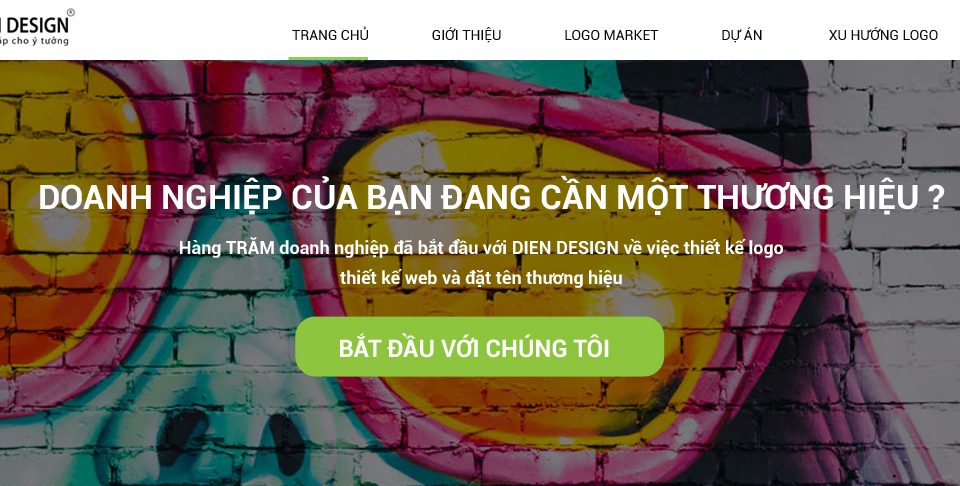 DESIGN®
cho ý tưởng
TRANG CHỦ
GIỚI THIỆU
LOGO MARKET
DỰ ÁN
XU HƯỚNG LOGO
DOANH NGHIỆP CỦA BẠN ĐANG CẦN MỘT THƯƠNG HIỆU ?
Hàng TRĂM doanh nghiệp đã bắt đầu với DIEN DESIGN về việc thiết kế logo
thiết kế web và đặt tên thương hiệu
BẮT ĐẦU VỚI CHÚNG TÔI